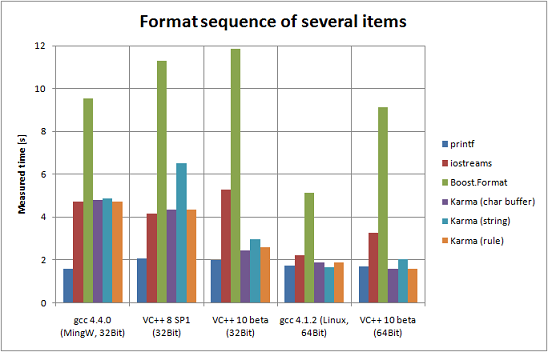 Format sequence of several items
Measured time [s]
12
10
8
6
4
2
0
gcc 4.4.0
(MingW, 32Bit)
VC++ 8 SP1
(32Bit)
VC++ 10 beta
(32Bit)
gcc 4.1.2 (Linux,
64Bit)
VC++ 10 beta
(64Bit)
printf
iostreams
Boost.Format
Karma (char buffer)
Karma (string)
Karma (rule)